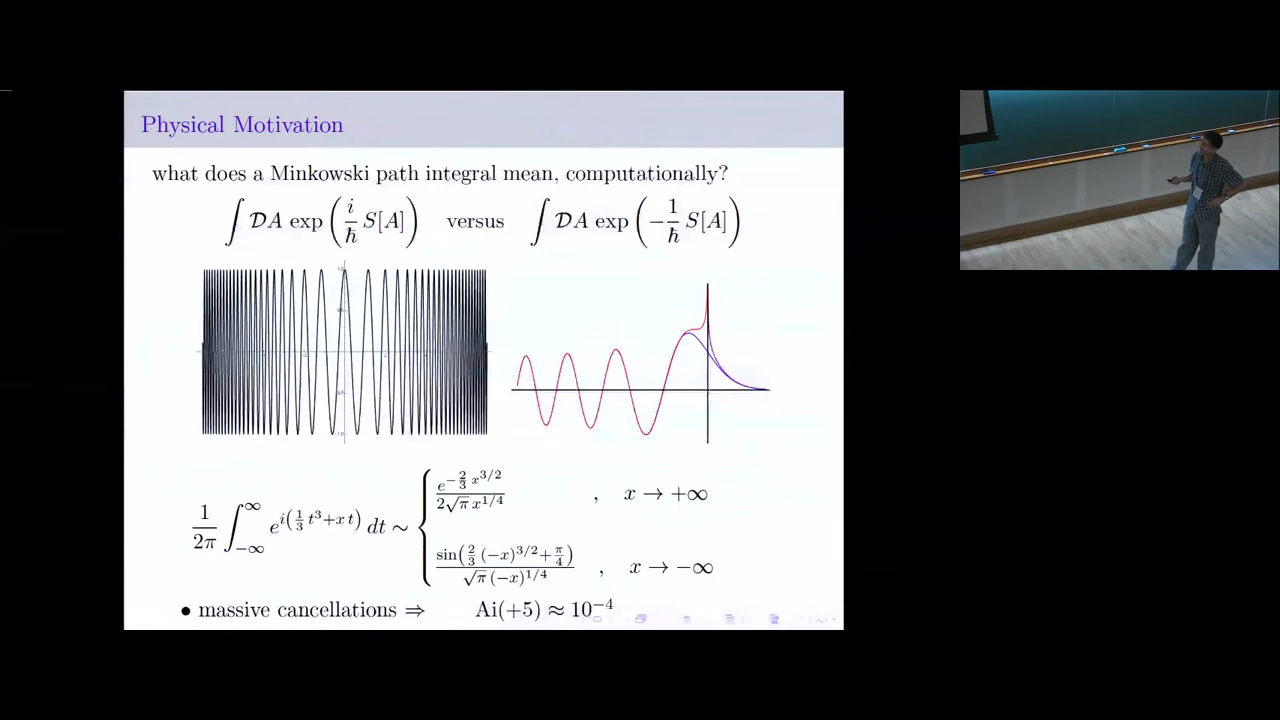 Physical Motivation
what does a Minkowski path integral mean, computationally?
∫ 𝒟A exp ( i/ℏ S[A] ) versus ∫ 𝒟A exp ( −1/ℏ S[A] )
1/2π ∫_{−∞}^{∞} e^{i(1/3 t^3 + x t)} dt ∼ { e^{−2/3 x^{3/2}} / 2√π x^{1/4} , x → +∞
sin(2/3 (−x)^{3/2} + π/4) / √π (−x)^{1/4} , x → −∞
• massive cancellations ⇒ Ai(+5) ≈ 10^{−4}